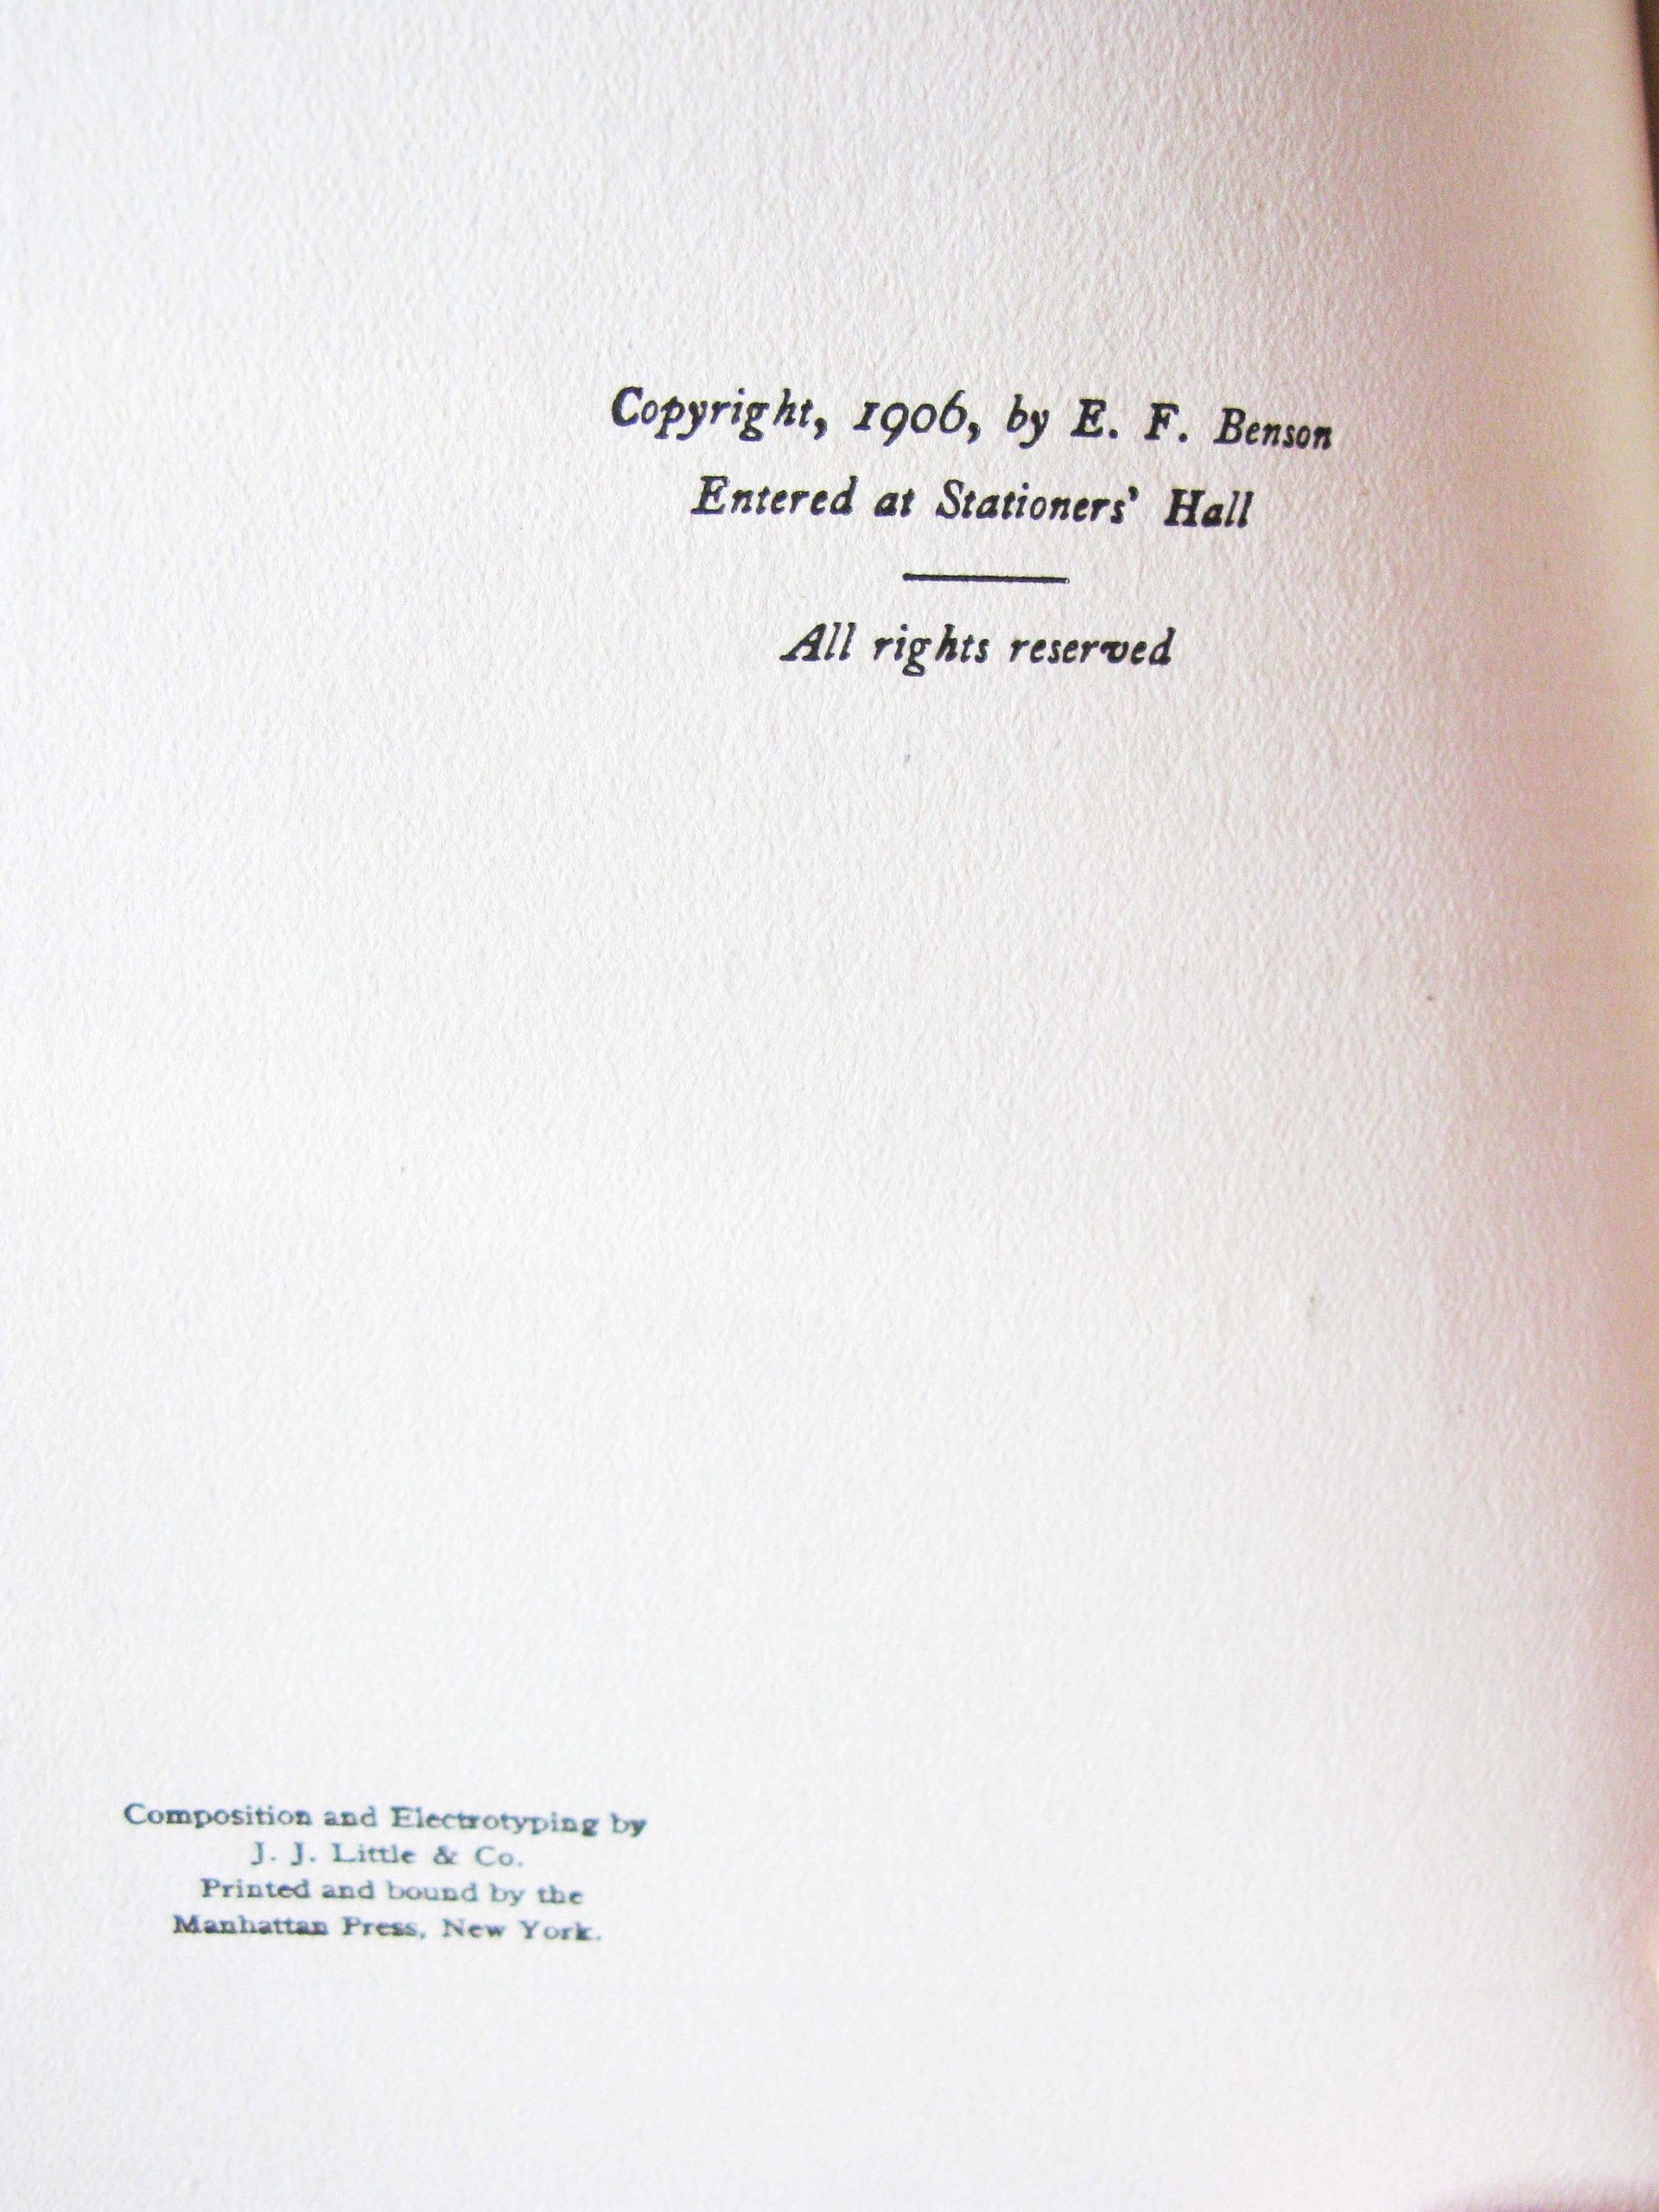 Copyright, 1906, by E. F. Benson
Entered at Stationers' Hall
All rights reserved
Composition and Electrotyping by
J. J. Little & Co.
Printed and bound by the
Manhattan Press, New York.